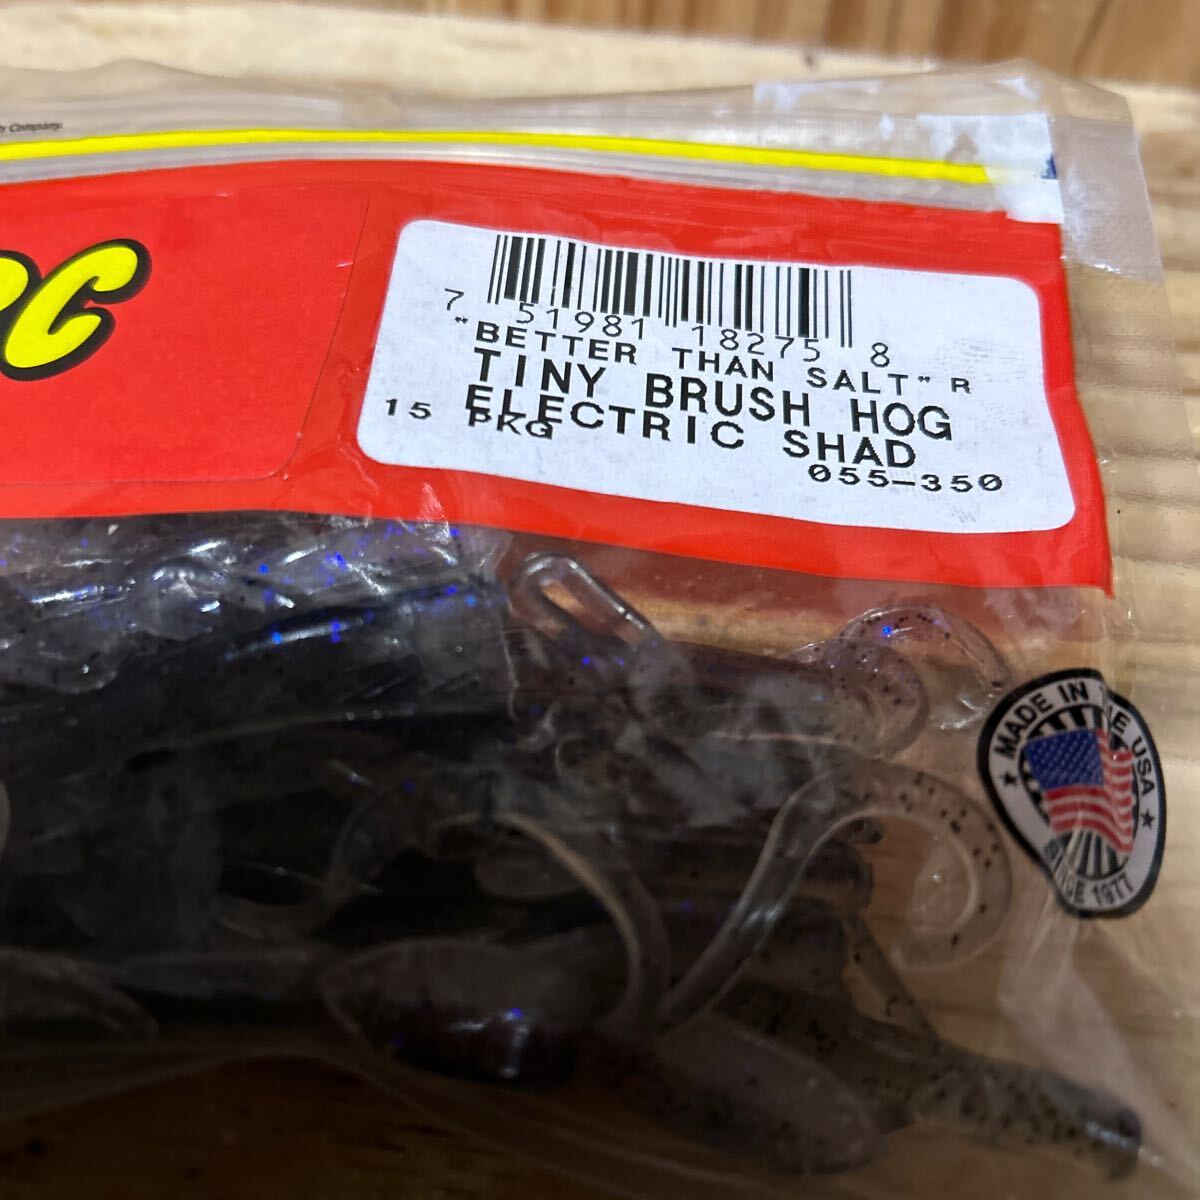 y Company.
C
7 51981 18275 8
"BETTER THAN SALT" R
TINY BRUSH HOG
ELECTRIC SHAD
15 PKG
055-350
MADE IN THE USA
SINCE 1977